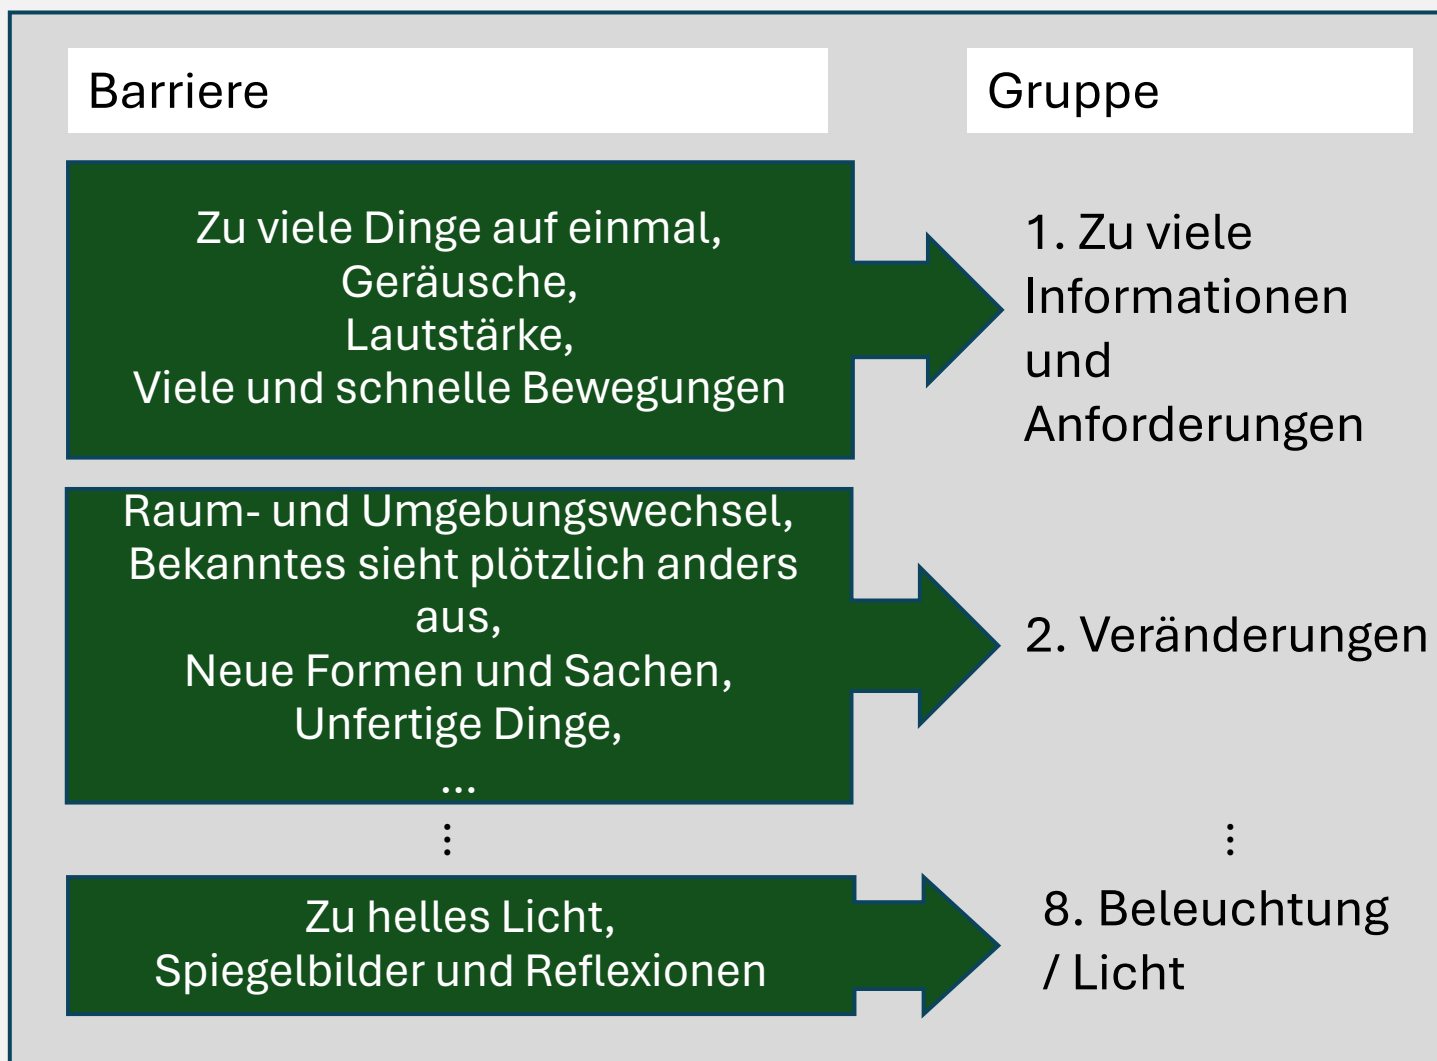 Barriere
Gruppe
Zu viele Dinge auf einmal,
Geräusche,
Lautstärke,
Viele und schnelle Bewegungen
1. Zu viele
Informationen
und
Anforderungen
Raum- und Umgebungswechsel,
Bekanntes sieht plötzlich anders
aus,
Neue Formen und Sachen,
Unfertige Dinge,
...
2. Veränderungen
⋮
⋮
Zu helles Licht,
Spiegelbilder und Reflexionen
8. Beleuchtung
/ Licht